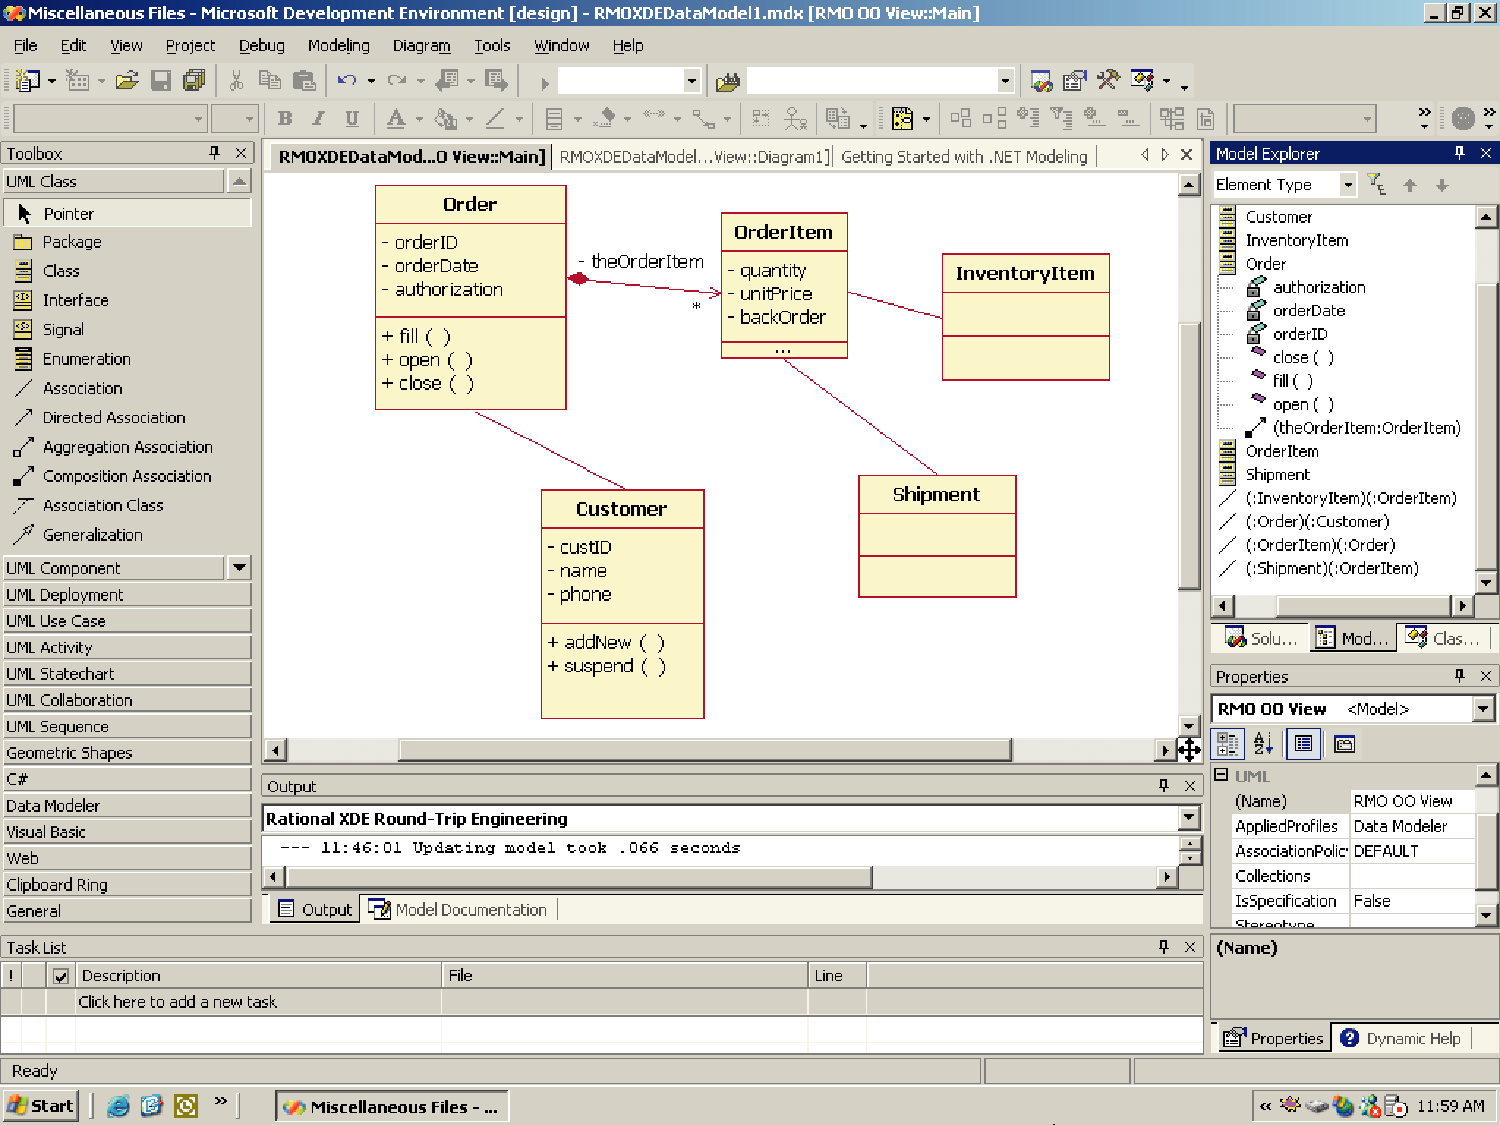 Miscellaneous Files - Microsoft Development Environment [design] - RMOXDEDataModel1.mdx [RMO OO View::Main]
File Edit View Project Debug Modeling Diagram Tools Window Help
B I U A
Toolbox
UML Class
Pointer
Package
Class
Interface
Signal
Enumeration
Association
Directed Association
Aggregation Association
Composition Association
Association Class
Generalization
UML Component
UML Deployment
UML Use Case
UML Activity
UML Statechart
UML Collaboration
UML Sequence
Geometric Shapes
C#
Data Modeler
Visual Basic
Web
Clipboard Ring
General
RMOXDEDataMod...O View::Main] RMOXDEDataModel...View::Diagram1] Getting Started with .NET Modeling
Order
- orderID
- orderDate
- authorization
+ fill ( )
+ open ( )
+ close ( )
- theOrderItem
*
OrderItem
- quantity
- unitPrice
- backOrder
...
InventoryItem
Customer
- custID
- name
- phone
+ addNew ( )
+ suspend ( )
Shipment
Output
Rational XDE Round-Trip Engineering
--- 11:46:01 Updating model took .066 seconds
Output Model Documentation
Model Explorer
Element Type
Customer
InventoryItem
Order
authorization
orderDate
orderID
close ( )
fill ( )
open ( )
(theOrderItem:OrderItem)
OrderItem
Shipment
(:InventoryItem)(:OrderItem)
(:Order)(:Customer)
(:OrderItem)(:Order)
(:Shipment)(:OrderItem)
Solu... Mod... Clas...
Properties
RMO OO View <Model>
UML
(Name) RMO OO View
AppliedProfiles Data Modeler
AssociationPolic DEFAULT
Collections
IsSpecification False
Stereotype
(Name)
Properties Dynamic Help
Task List
! Description File Line
Click here to add a new task
Ready
Start Miscellaneous Files - ... 11:59 AM